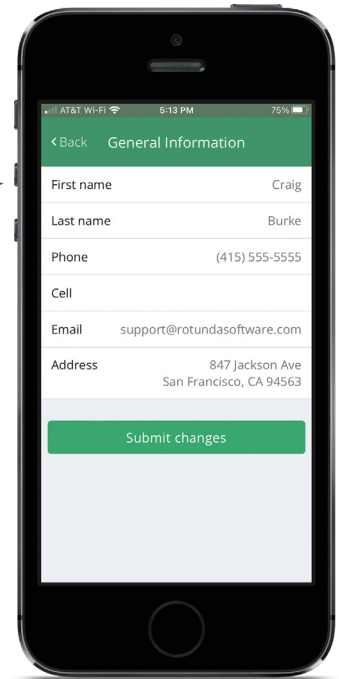 AT&T Wi-Fi 5:13 PM 75%
Back General Information
First name Craig
Last name Burke
Phone (415) 555-5555
Cell
Email support@rotundasoftware.com
Address 847 Jackson Ave
San Francisco, CA 94563
Submit changes